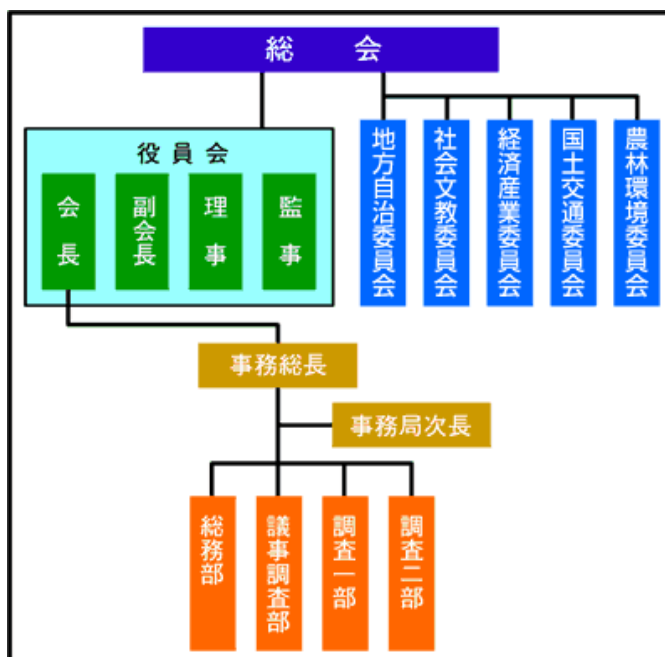 総会
役員会
会長
副会長
理事
監事
地方自治委員会
社会文教委員会
経済産業委員会
国土交通委員会
農林環境委員会
事務総長
事務局次長
総務部
議事調査部
調査一部
調査二部